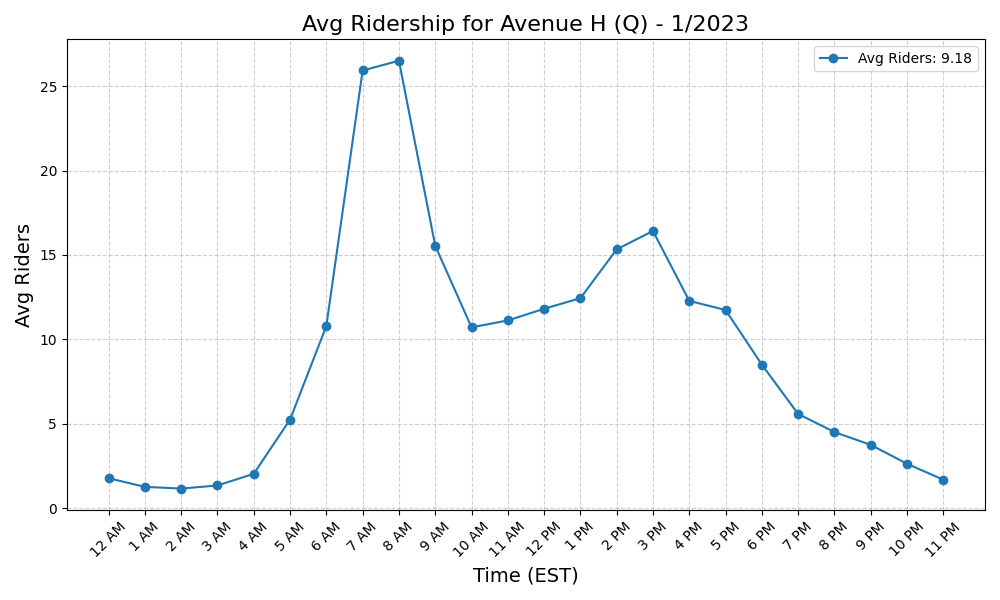 Avg Ridership for Avenue H (Q) - 1/2023
Avg Riders: 9.18
Avg Riders
25
20
15
10
5
0
12 AM
1 AM
2 AM
3 AM
4 AM
5 AM
6 AM
7 AM
8 AM
9 AM
10 AM
11 AM
12 PM
1 PM
2 PM
3 PM
4 PM
5 PM
6 PM
7 PM
8 PM
9 PM
10 PM
11 PM
Time (EST)